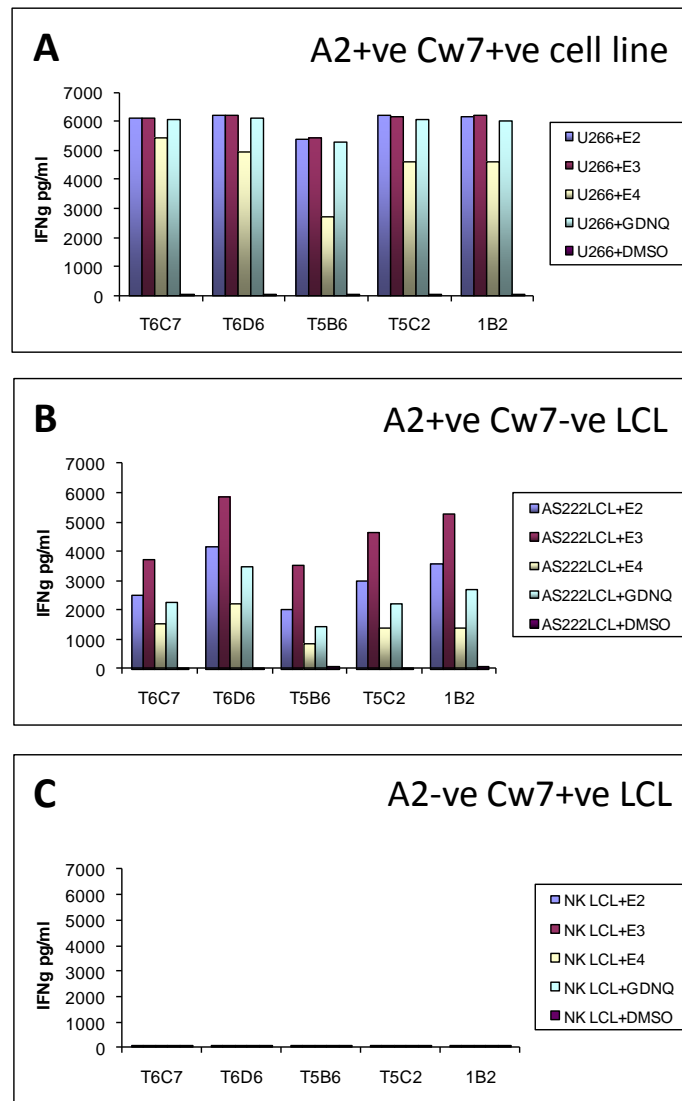 A
A2+ve Cw7+ve cell line
IFNg pg/ml
7000
6000
5000
4000
3000
2000
1000
0
T6C7 T6D6 T5B6 T5C2 1B2
U266+E2
U266+E3
U266+E4
U266+GDNQ
U266+DMSO
B
A2+ve Cw7-ve LCL
IFNg pg/ml
7000
6000
5000
4000
3000
2000
1000
0
T6C7 T6D6 T5B6 T5C2 1B2
AS222LCL+E2
AS222LCL+E3
AS222LCL+E4
AS222LCL+GDNQ
AS222LCL+DMSO
C
A2-ve Cw7+ve LCL
IFNg pg/ml
7000
6000
5000
4000
3000
2000
1000
0
T6C7 T6D6 T5B6 T5C2 1B2
NK LCL+E2
NK LCL+E3
NK LCL+E4
NK LCL+GDNQ
NK LCL+DMSO